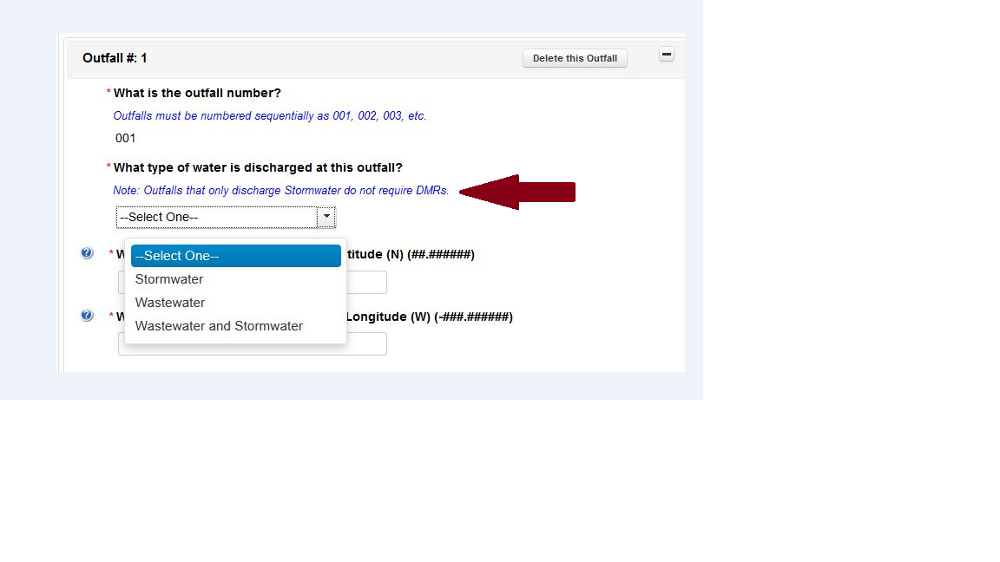 Outfall #: 1
Delete this Outfall
* What is the outfall number?
Outfalls must be numbered sequentially as 001, 002, 003, etc.
001
* What type of water is discharged at this outfall?
Note: Outfalls that only discharge Stormwater do not require DMRs.
--Select One--
--Select One--
Stormwater
Wastewater
Wastewater and Stormwater
* titude (N) (##.######)
* Longitude (W) (-###.######)